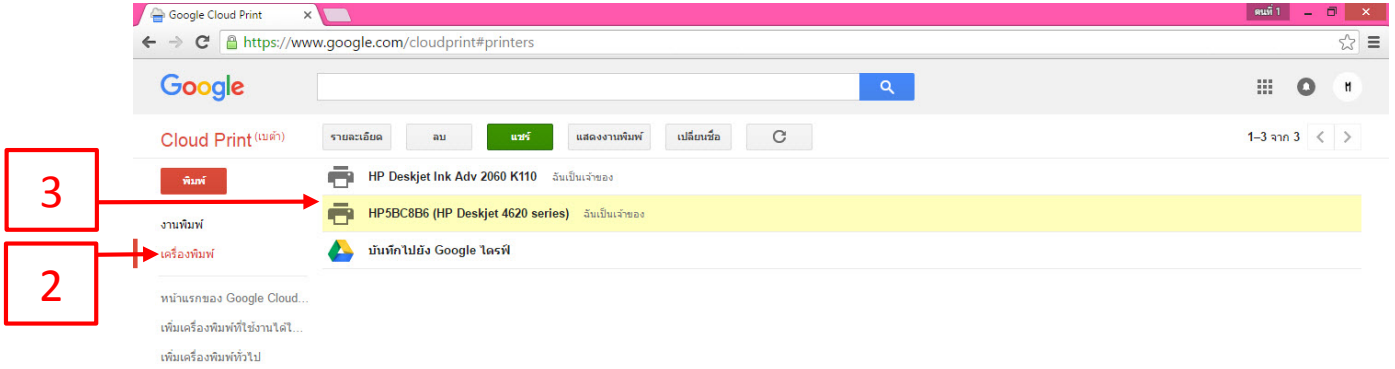 Google Cloud Print
คนที่ 1
https://www.google.com/cloudprint#printers
Google
M
Cloud Print (เบต้า)
รายละเอียด ลบ แชร์ แสดงงานพิมพ์ เปลี่ยนชื่อ
1–3 จาก 3
พิมพ์
HP Deskjet Ink Adv 2060 K110 ฉันเป็นเจ้าของ
3
HP5BC8B6 (HP Deskjet 4620 series) ฉันเป็นเจ้าของ
งานพิมพ์
บันทึกไปยัง Google ไดรฟ์
เครื่องพิมพ์
2
หน้าแรกของ Google Cloud...
เพิ่มเครื่องพิมพ์ที่ใช้งานได้ใ...
เพิ่มเครื่องพิมพ์ทั่วไป